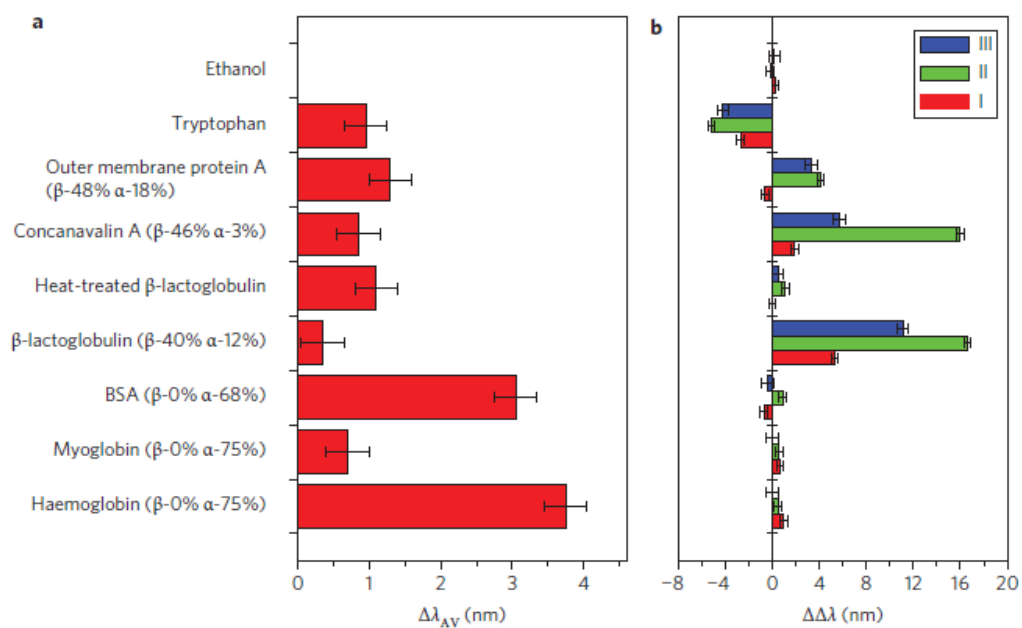 a
Ethanol
Tryptophan
Outer membrane protein A
(β-48% α-18%)
Concanavalin A (β-46% α-3%)
Heat-treated β-lactoglobulin
β-lactoglobulin (β-40% α-12%)
BSA (β-0% α-68%)
Myoglobin (β-0% α-75%)
Haemoglobin (β-0% α-75%)
0 1 2 3 4
Δλ_AV (nm)
b
III
II
I
−8 −4 0 4 8 12 16 20
ΔΔλ (nm)